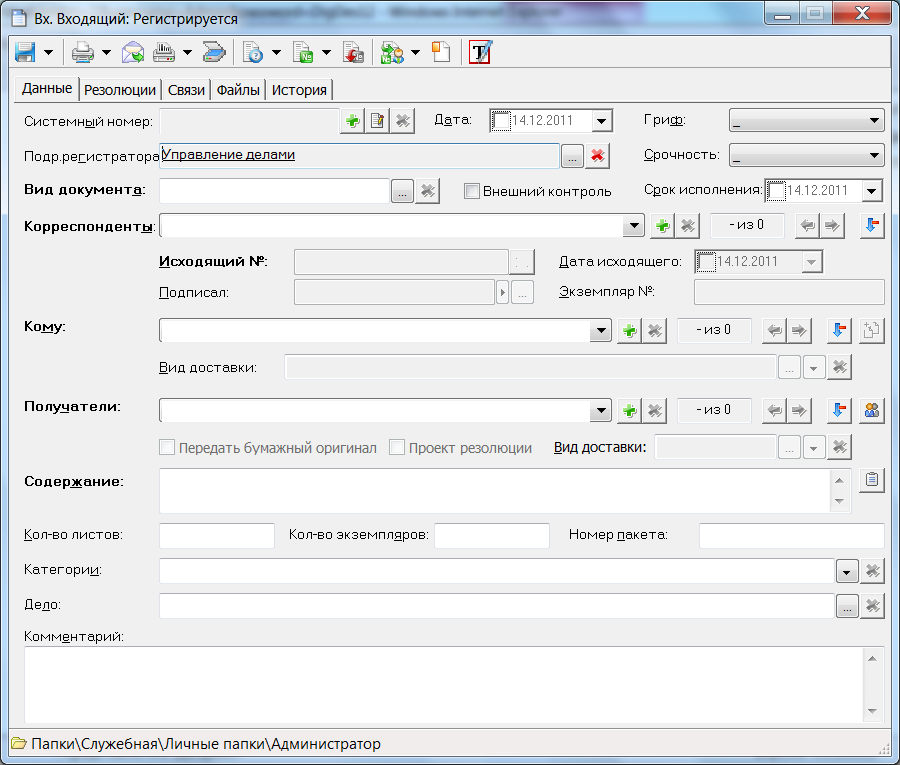 Вх. Входящий: Регистрируется
Данные Резолюции Связи Файлы История
Системный номер: Дата: 14.12.2011 Гриф: _
Подр.регистратора Управление делами ... Срочность: _
Вид документа: ... Внешний контроль Срок исполнения: 14.12.2011
Корреспонденты: - из 0
Исходящий №: Дата исходящего: 14.12.2011
Подписал: ... Экземпляр №:
Кому: - из 0
Вид доставки: ...
Получатели: - из 0
Передать бумажный оригинал Проект резолюции Вид доставки: ...
Содержание:
Кол-во листов: Кол-во экземпляров: Номер пакета:
Категории:
Дело: ...
Комментарий:
Папки\Служебная\Личные папки\Администратор